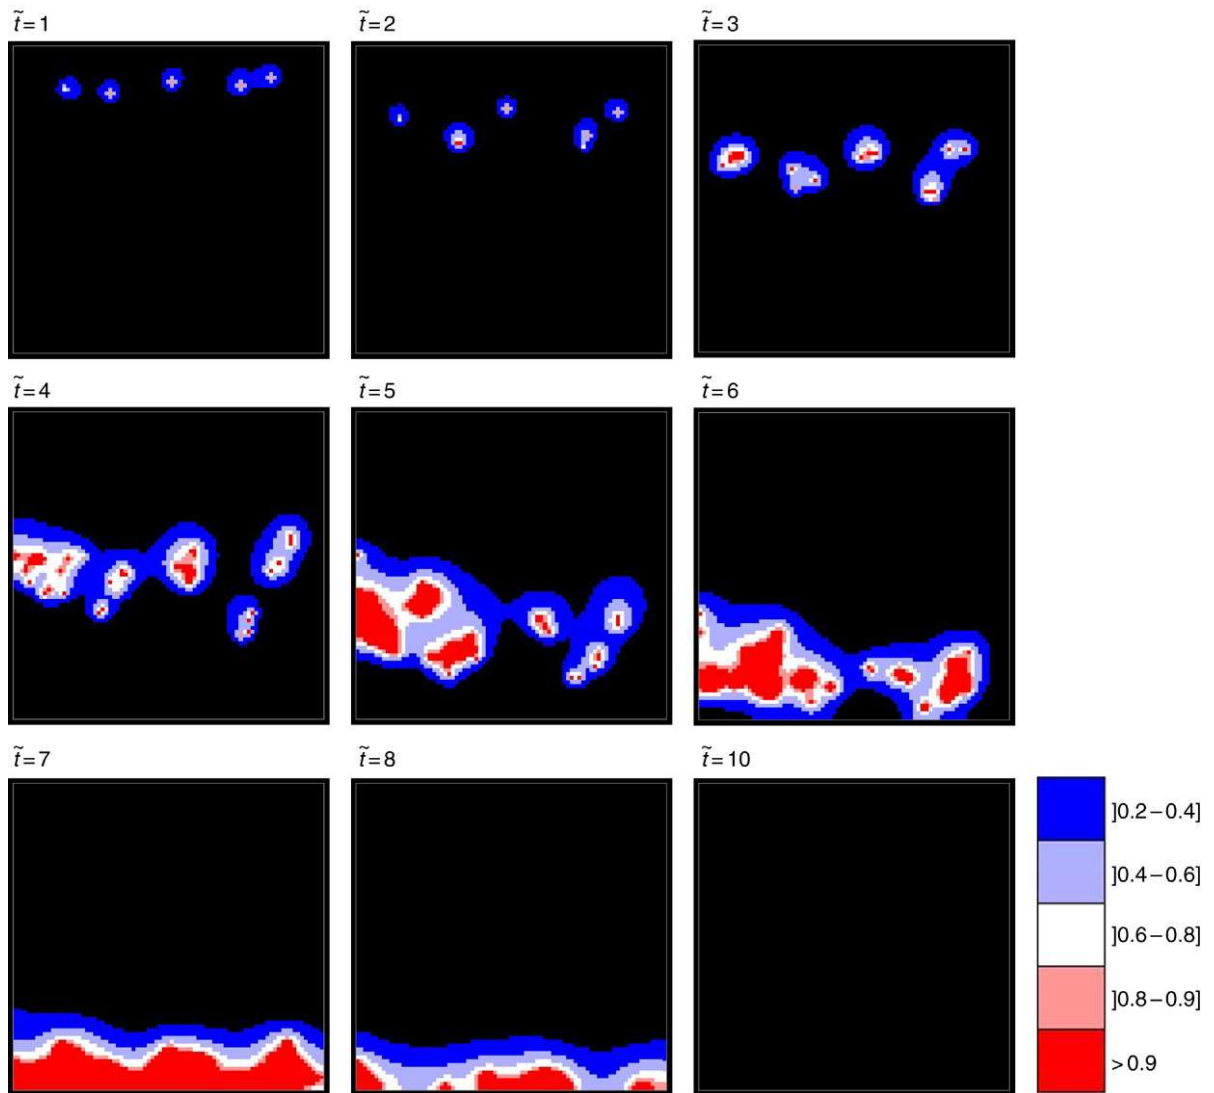 t̃=1
t̃=2
t̃=3
t̃=4
t̃=5
t̃=6
t̃=7
t̃=8
t̃=10
]0.2–0.4]
]0.4–0.6]
]0.6–0.8]
]0.8–0.9]
>0.9